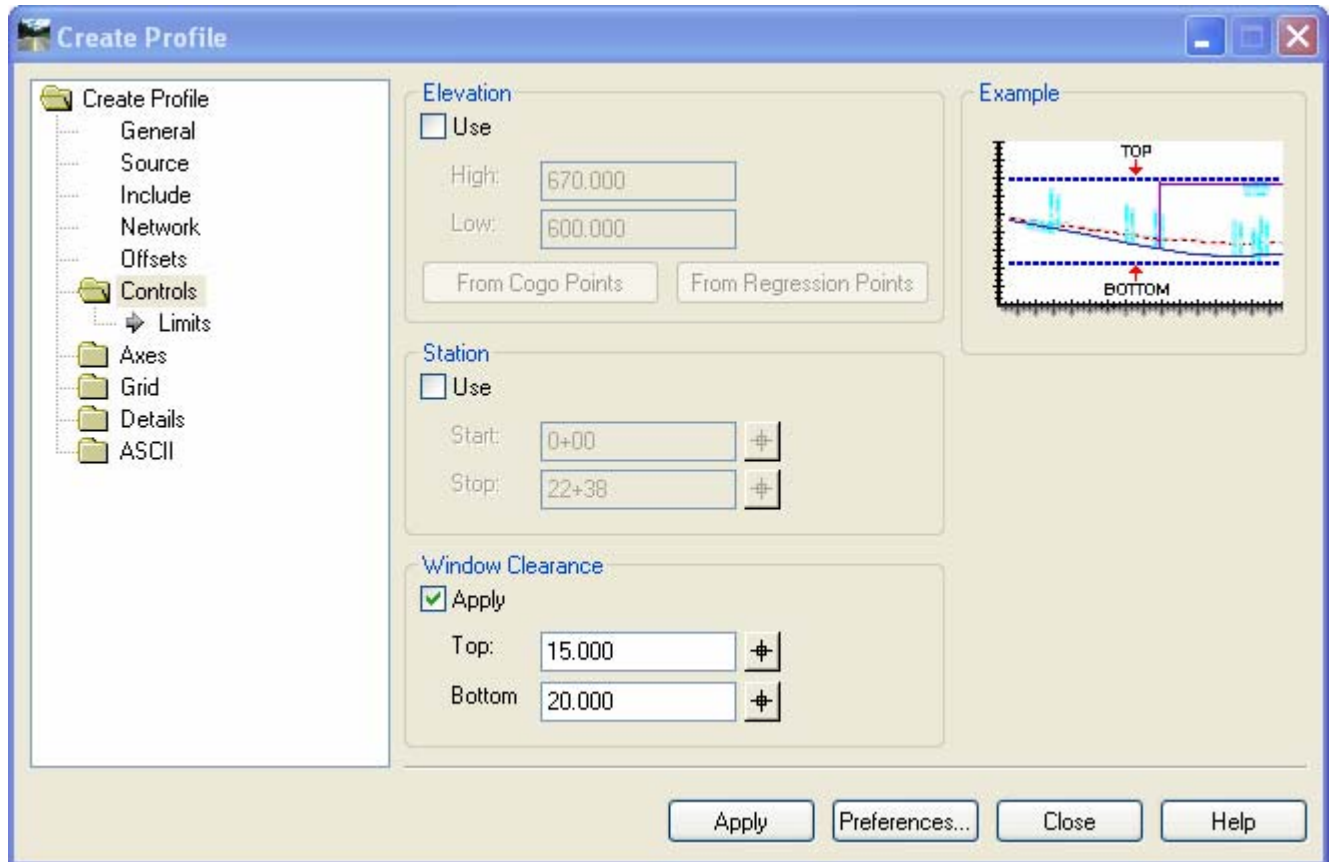 Create Profile
Create Profile
General
Source
Include
Network
Offsets
Controls
Limits
Axes
Grid
Details
ASCII
Elevation
Use
High: 670.000
Low: 600.000
From Cogo Points From Regression Points
Station
Use
Start: 0+00
Stop: 22+38
Window Clearance
Apply
Top: 15.000
Bottom 20.000
Example
TOP
BOTTOM
Apply Preferences... Close Help